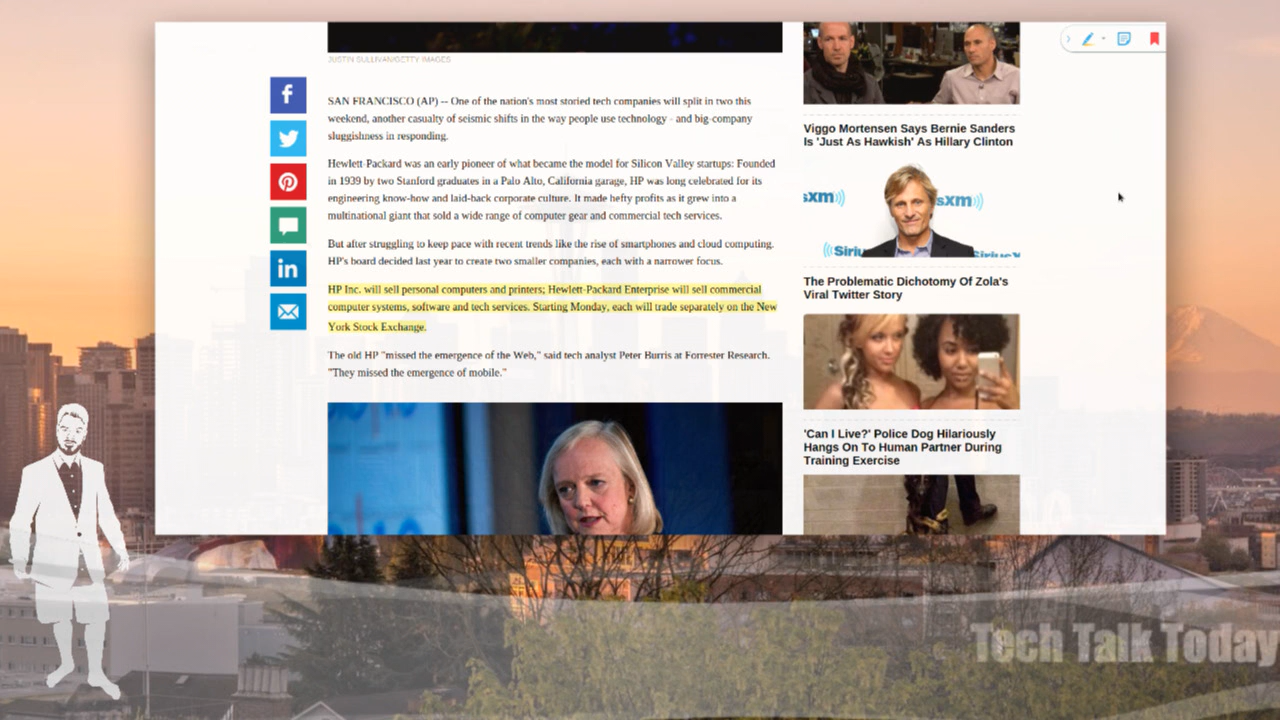 JUSTIN SULLIVAN/GETTY IMAGES
SAN FRANCISCO (AP) -- One of the nation's most storied tech companies will split in two this
weekend, another casualty of seismic shifts in the way people use technology - and big-company
sluggishness in responding.
Hewlett-Packard was an early pioneer of what became the model for Silicon Valley startups: Founded
in 1939 by two Stanford graduates in a Palo Alto, California garage, HP was long celebrated for its
engineering know-how and laid-back corporate culture. It made hefty profits as it grew into a
multinational giant that sold a wide range of computer gear and commercial tech services.
But after struggling to keep pace with recent trends like the rise of smartphones and cloud computing,
HP's board decided last year to create two smaller companies, each with a narrower focus.
HP Inc. will sell personal computers and printers; Hewlett-Packard Enterprise will sell commercial
computer systems, software and tech services. Starting Monday, each will trade separately on the New
York Stock Exchange.
The old HP "missed the emergence of the Web," said tech analyst Peter Burris at Forrester Research.
"They missed the emergence of mobile."
Viggo Mortensen Says Bernie Sanders
Is 'Just As Hawkish' As Hillary Clinton
sxm
sxm
Siriu
SiriusX
The Problematic Dichotomy Of Zola's
Viral Twitter Story
'Can I Live?' Police Dog Hilariously
Hangs On To Human Partner During
Training Exercise
Tech Talk Today